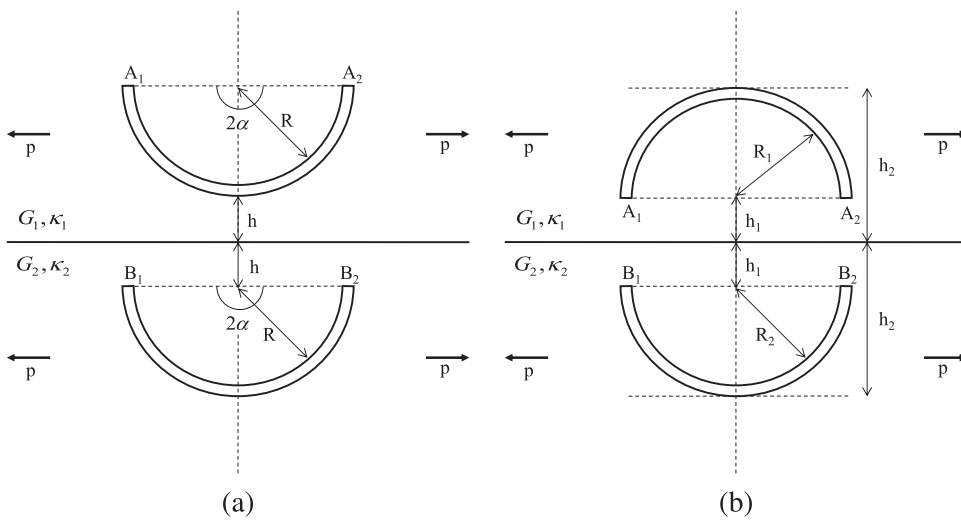 A₁ A₂
2α R
p p
G₁, κ₁ h
G₂, κ₂ h
B₁ B₂
2α R
p p
(a)
p p
R₁ h₂
A₁ A₂
G₁, κ₁ h₁
G₂, κ₂ h₁
B₁ B₂
R₂ h₂
p p
(b)